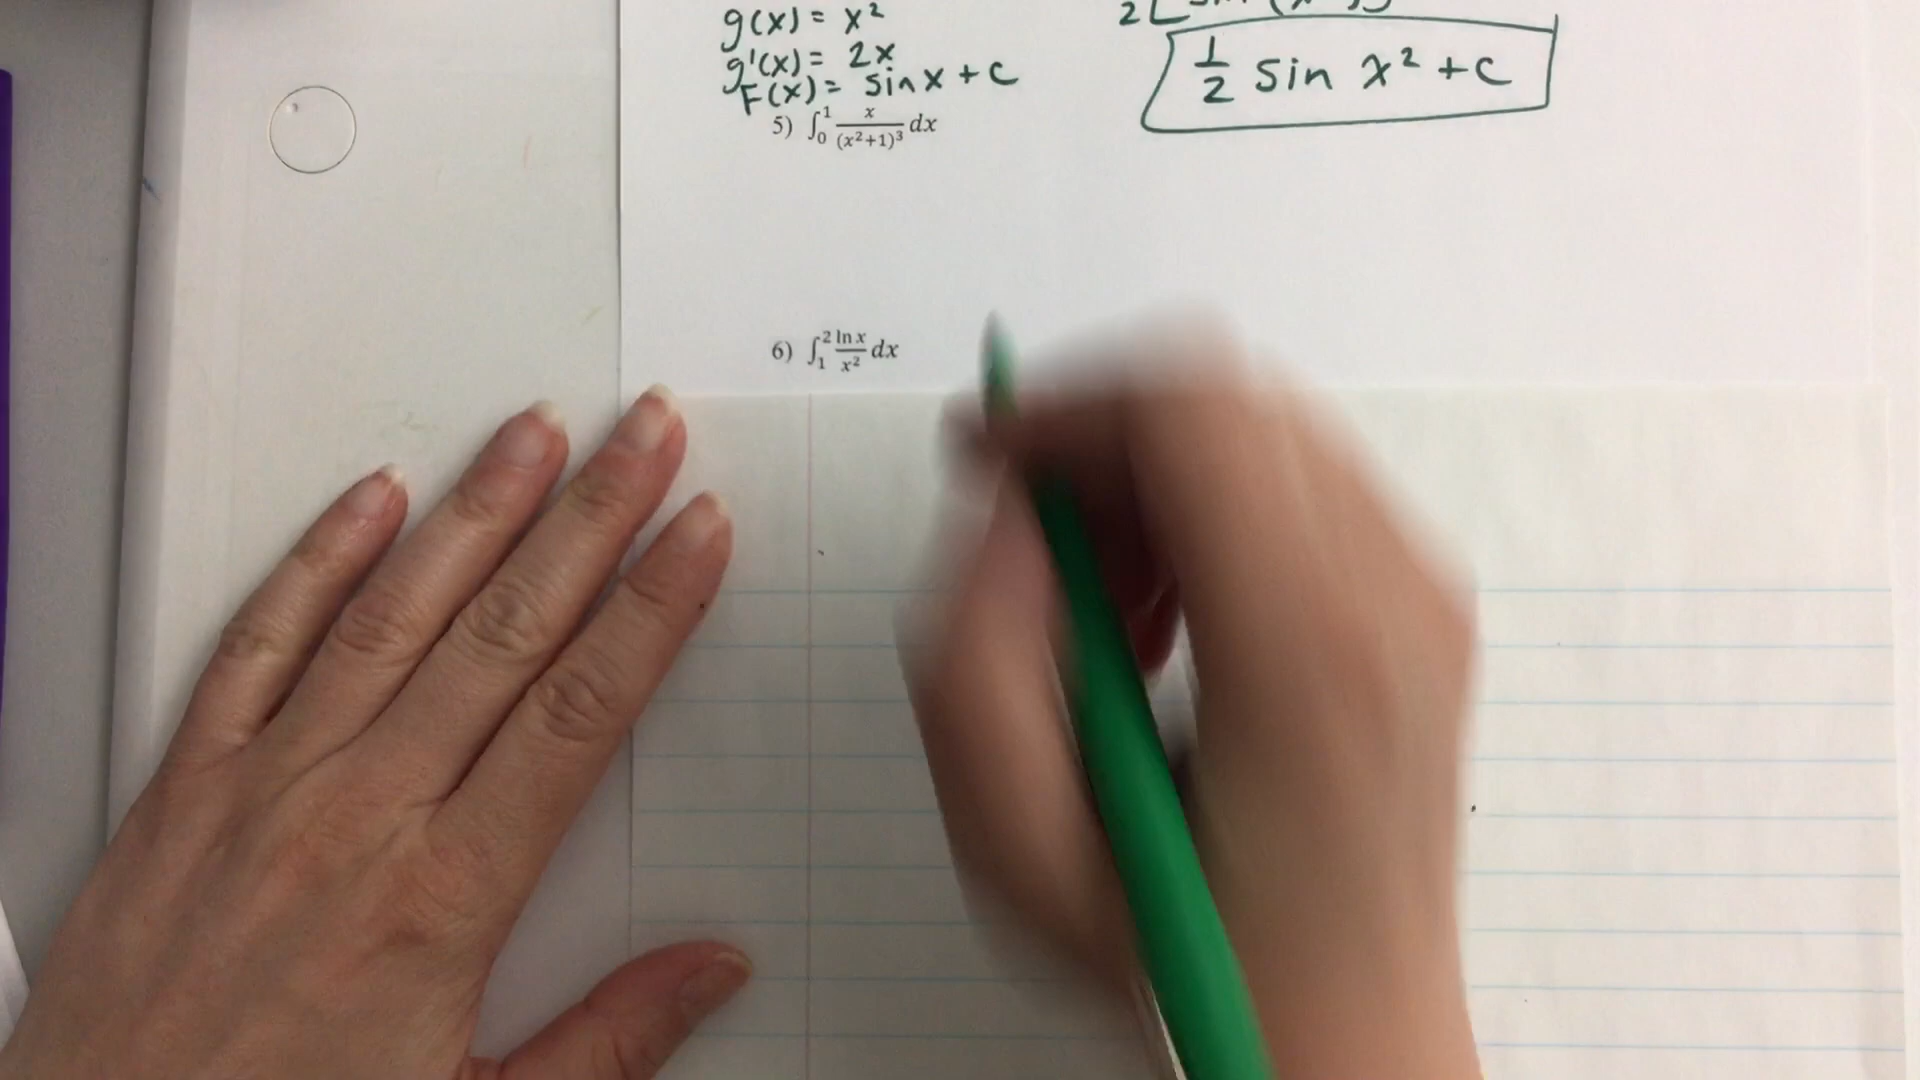 g(x) = x²
g'(x) = 2x
F(x) = sin x + c
½ sin x² + c
5) ∫₀¹ x/(x²+1)³ dx
6) ∫₁² ln x/x² dx